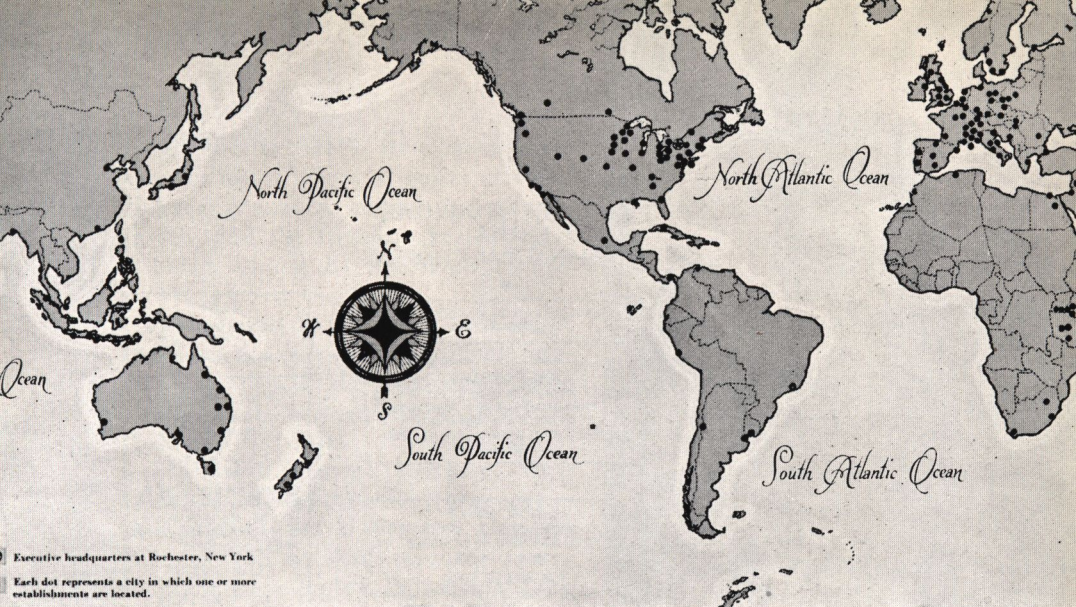 North Pacific Ocean
North Atlantic Ocean
N
W
E
S
Ocean
South Pacific Ocean
South Atlantic Ocean
Executive headquarters at Rochester, New York
Each dot represents a city in which one or more
establishments are located.